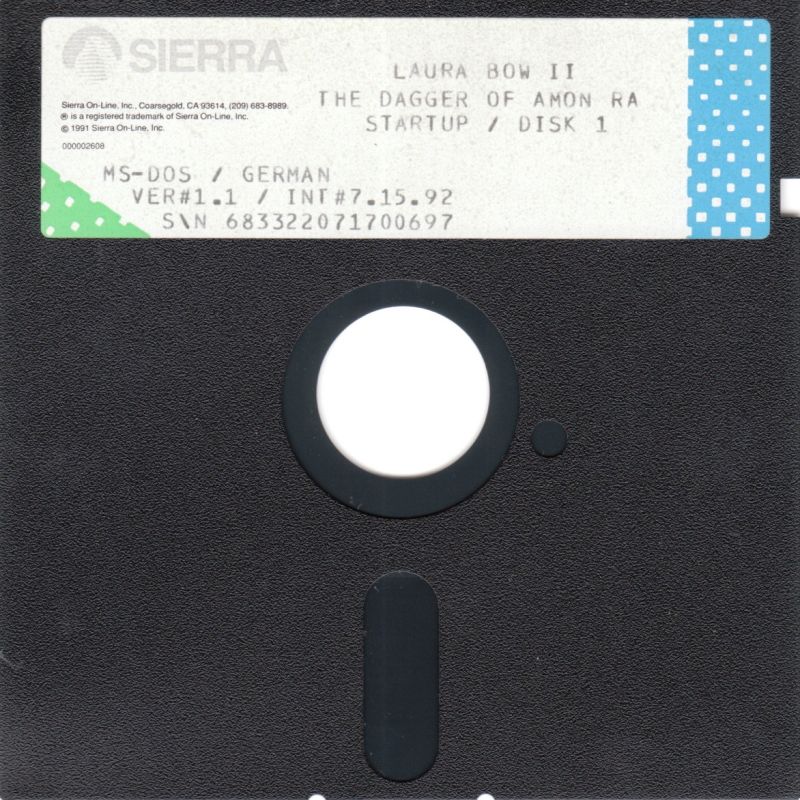 SIERRA
Sierra On-Line, Inc., Coarsegold, CA 93614, (209) 683-8989.
® is a registered trademark of Sierra On-Line, Inc.
© 1991 Sierra On-Line, Inc.
000002608
LAURA BOW II
THE DAGGER OF AMON RA
STARTUP / DISK 1
MS-DOS / GERMAN
VER#1.1 / INT#7.15.92
S\N 683322071700697